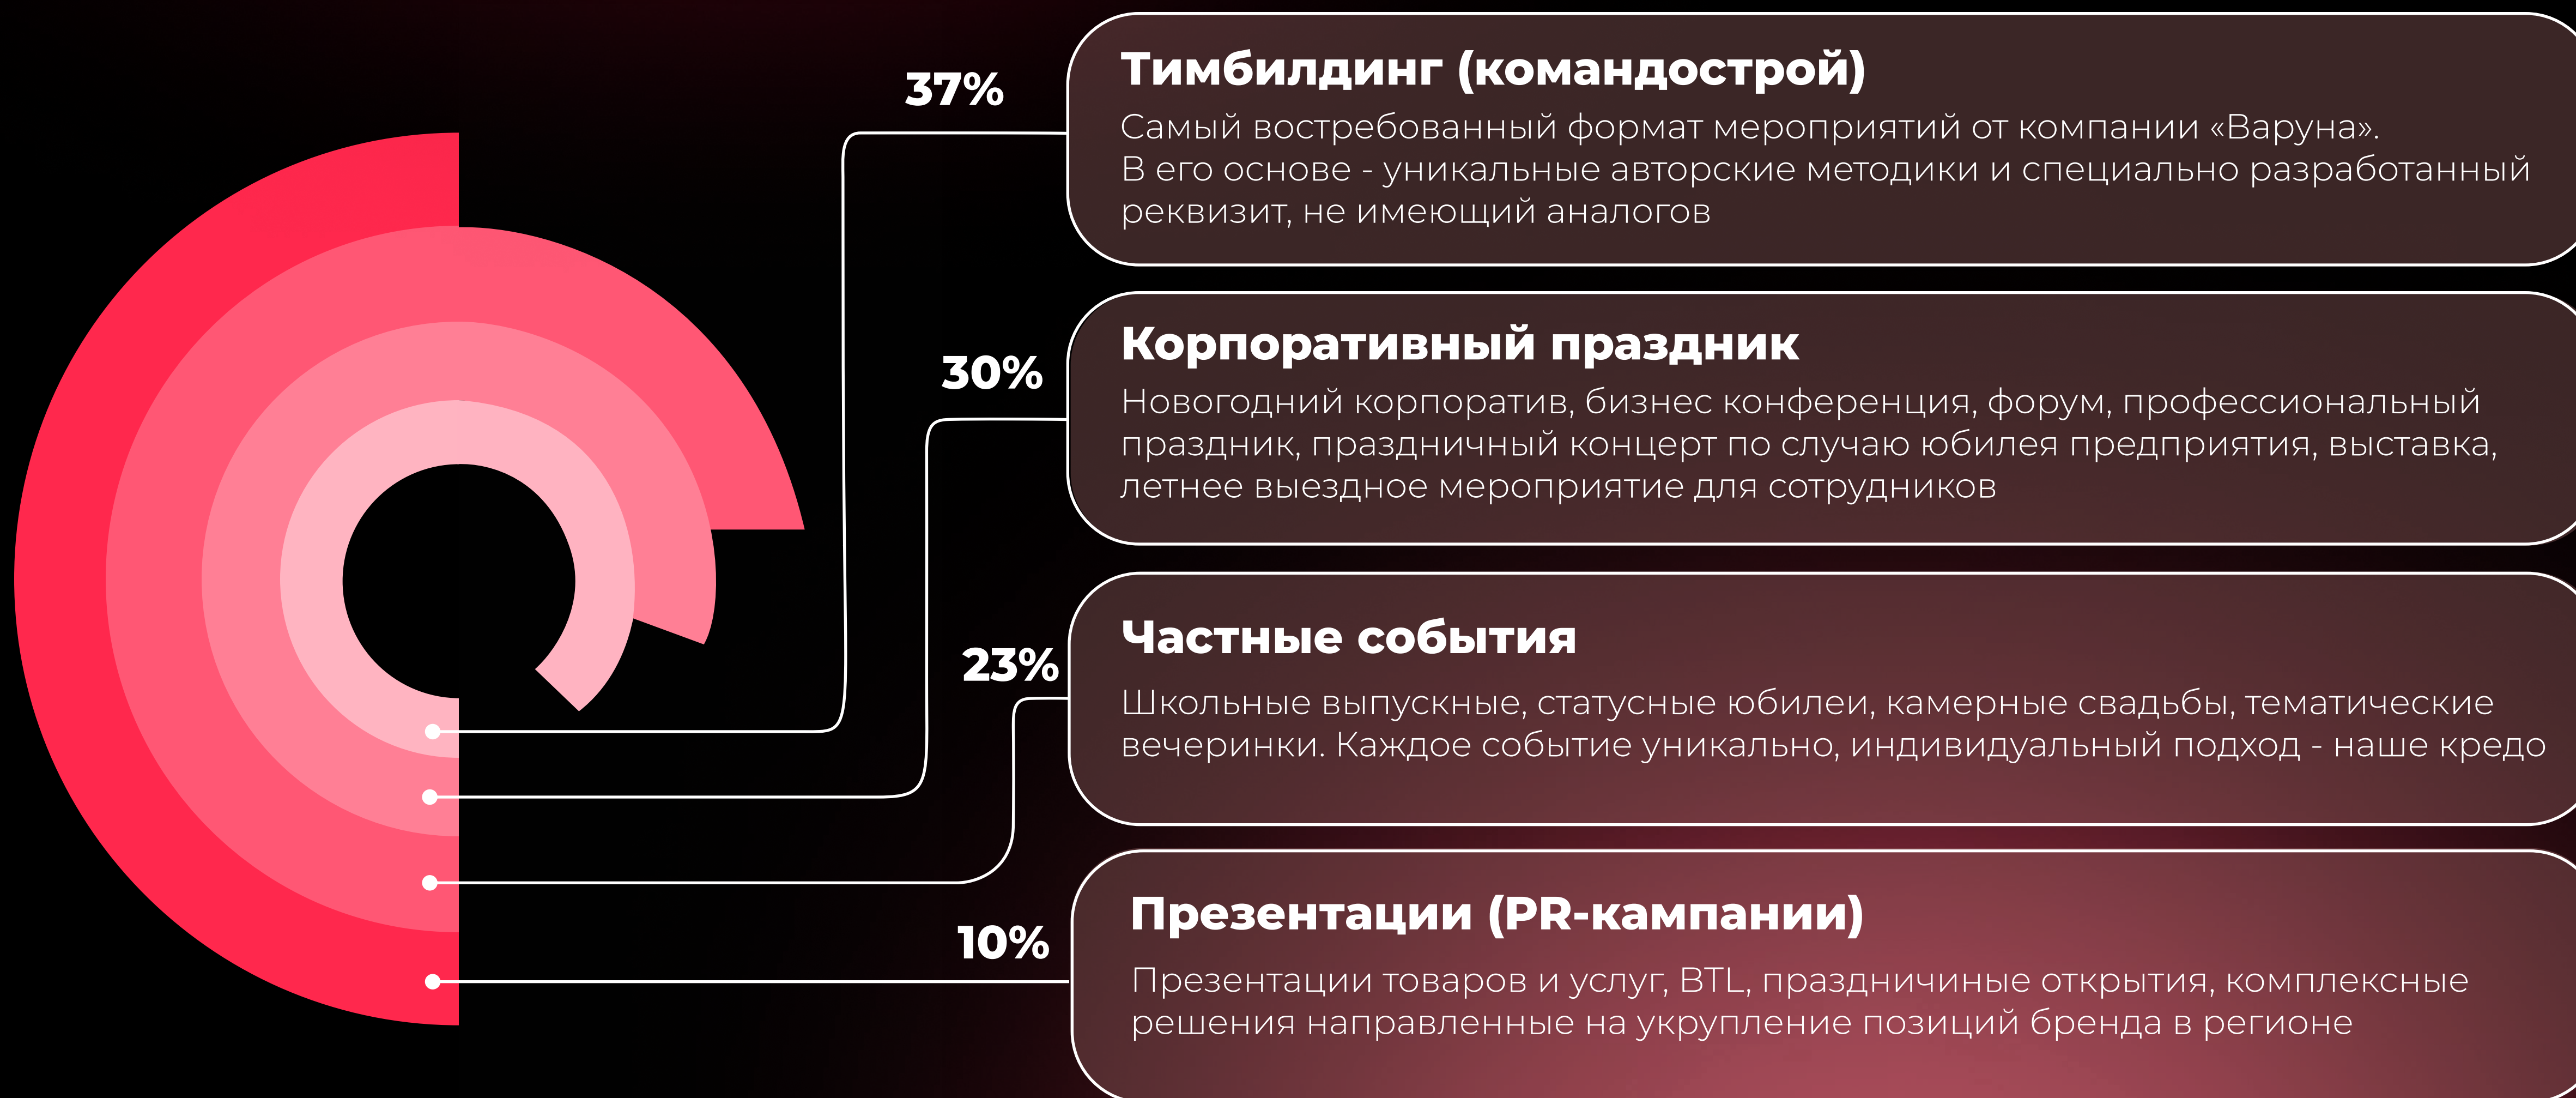 37%
Тимбилдинг (командострой)
Самый востребованный формат мероприятий от компании «Варуна».
В его основе - уникальные авторские методики и специально разработанный
реквизит, не имеющий аналогов
30%
Корпоративный праздник
Новогодний корпоратив, бизнес конференция, форум, профессиональный
праздник, праздничный концерт по случаю юбилея предприятия, выставка,
летнее выездное мероприятие для сотрудников
23%
Частные события
Школьные выпускные, статусные юбилеи, камерные свадьбы, тематические
вечеринки. Каждое событие уникально, индивидуальный подход - наше кредо
10%
Презентации (PR-кампании)
Презентации товаров и услуг, BTL, праздничиные открытия, комплексные
решения направленные на укрупление позиций бренда в регионе